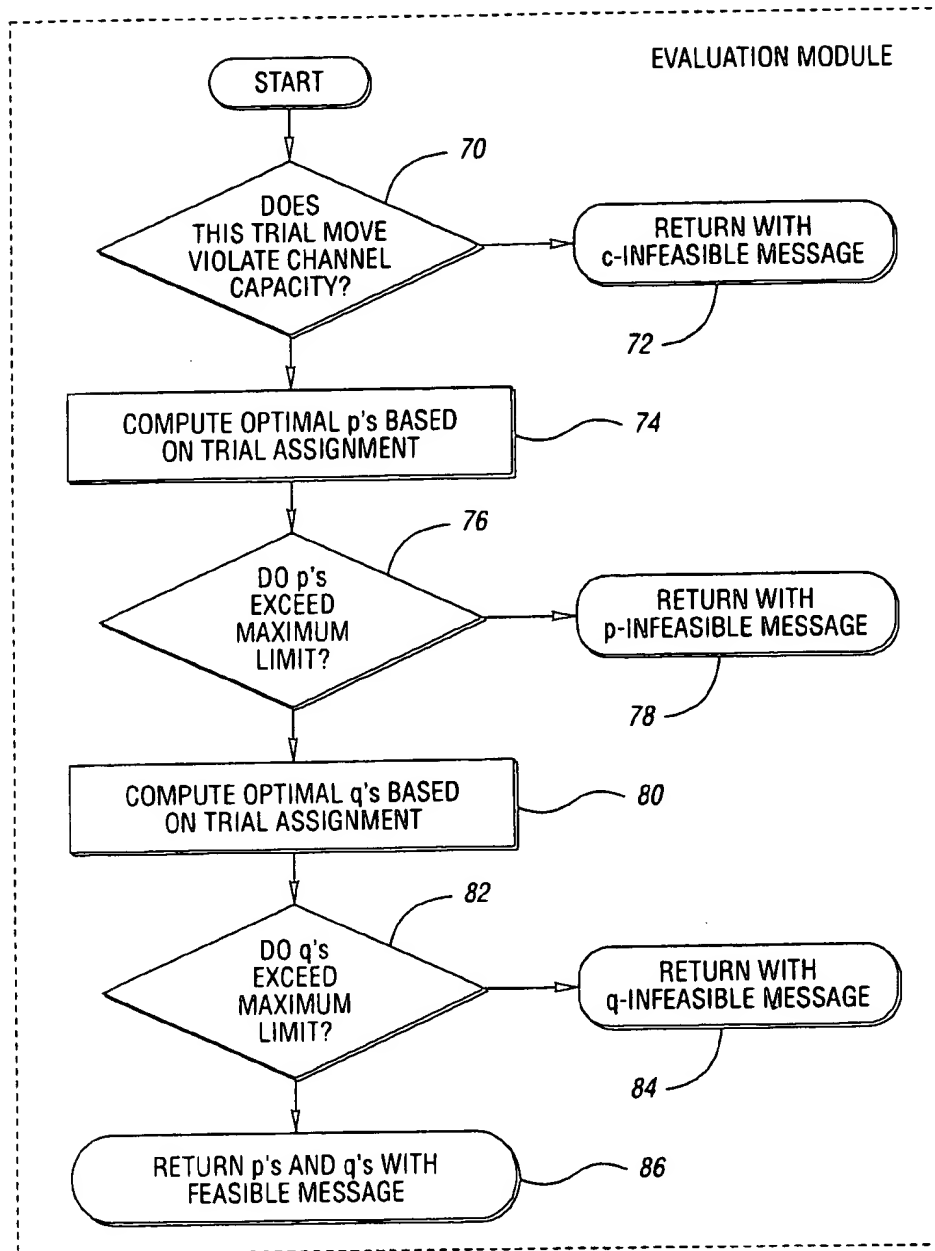 EVALUATION MODULE
START
70
DOES
THIS TRIAL MOVE
VIOLATE CHANNEL
CAPACITY?
RETURN WITH
c-INFEASIBLE MESSAGE
72
COMPUTE OPTIMAL p's BASED
ON TRIAL ASSIGNMENT
74
76
DO p's
EXCEED
MAXIMUM
LIMIT?
RETURN WITH
p-INFEASIBLE MESSAGE
78
COMPUTE OPTIMAL q's BASED
ON TRIAL ASSIGNMENT
80
82
DO q's
EXCEED
MAXIMUM
LIMIT?
RETURN WITH
q-INFEASIBLE MESSAGE
84
RETURN p's AND q's WITH
FEASIBLE MESSAGE
86